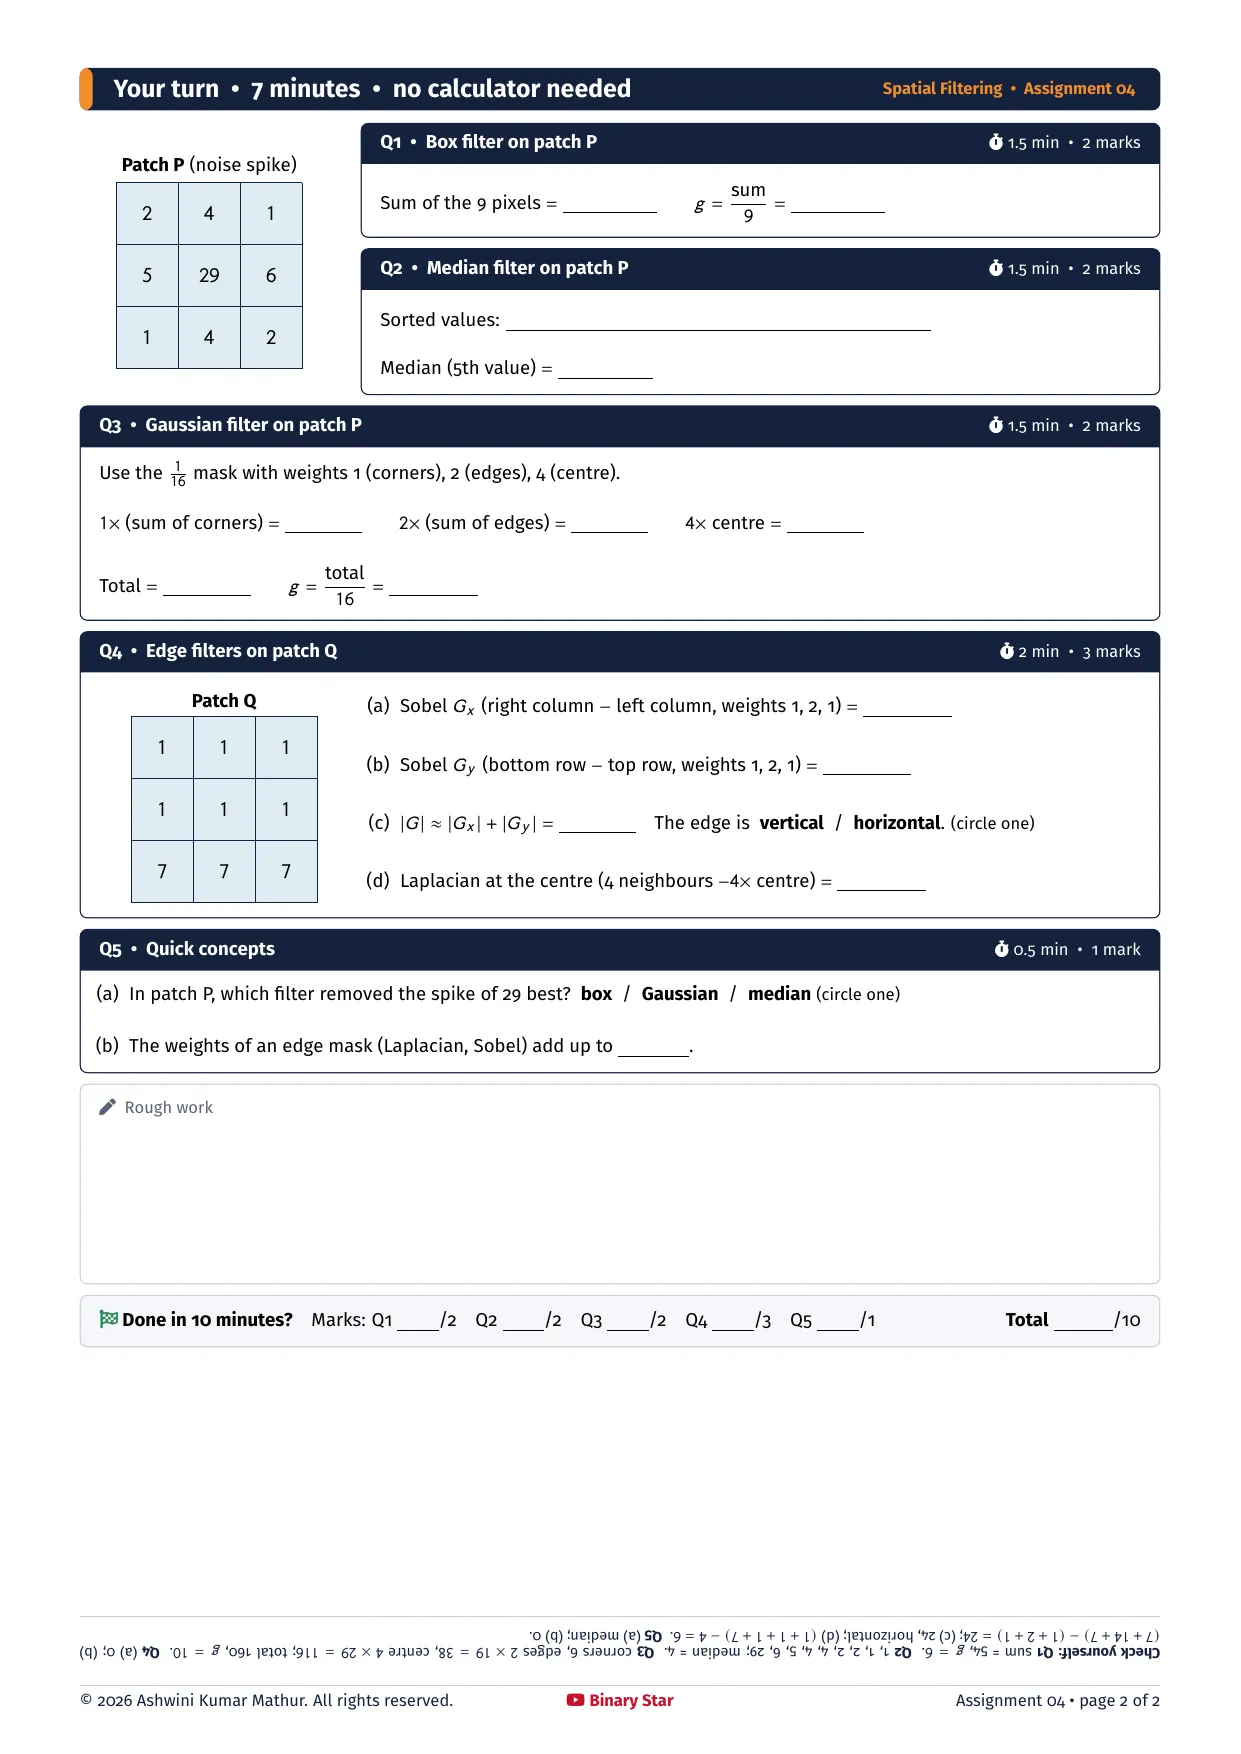 Your turn • 7 minutes • no calculator needed
Spatial Filtering • Assignment 04
Patch P (noise spike)
2 4 1
5 29 6
1 4 2
Q1 • Box filter on patch P
1.5 min • 2 marks
Sum of the 9 pixels = ________ g = sum/9 = ________
Q2 • Median filter on patch P
1.5 min • 2 marks
Sorted values: ________
Median (5th value) = ________
Q3 • Gaussian filter on patch P
1.5 min • 2 marks
Use the 1/16 mask with weights 1 (corners), 2 (edges), 4 (centre).
1× (sum of corners) = ________ 2× (sum of edges) = ________ 4× centre = ________
Total = ________ g = total/16 = ________
Q4 • Edge filters on patch Q
2 min • 3 marks
Patch Q
1 1 1
1 1 1
7 7 7
(a) Sobel Gx (right column − left column, weights 1, 2, 1) = ________
(b) Sobel Gy (bottom row − top row, weights 1, 2, 1) = ________
(c) |G| ≈ |Gx| + |Gy| = ________ The edge is vertical / horizontal. (circle one)
(d) Laplacian at the centre (4 neighbours −4× centre) = ________
Q5 • Quick concepts
0.5 min • 1 mark
(a) In patch P, which filter removed the spike of 29 best? box / Gaussian / median (circle one)
(b) The weights of an edge mask (Laplacian, Sobel) add up to ________.
Rough work
Done in 10 minutes? Marks: Q1 ____/2 Q2 ____/2 Q3 ____/2 Q4 ____/3 Q5 ____/1 Total ____/10
Check yourself: Q1 sum = 54, g = 6. Q2 1, 1, 2, 2, 4, 4, 5, 6, 29; median = 4. Q3 corners 6, edges 2 × 19 = 38, centre 4 × 29 = 116; total 160, g = 10. Q4 (a) 0; (b)
(7 + 14 + 7) − (1 + 2 + 1) = 24; (c) 24, horizontal; (d) (1 + 1 + 1 + 7) − 4 = 6. Q5 (a) median; (b) 0.
© 2026 Ashwini Kumar Mathur. All rights reserved.
Binary Star
Assignment 04 • page 2 of 2